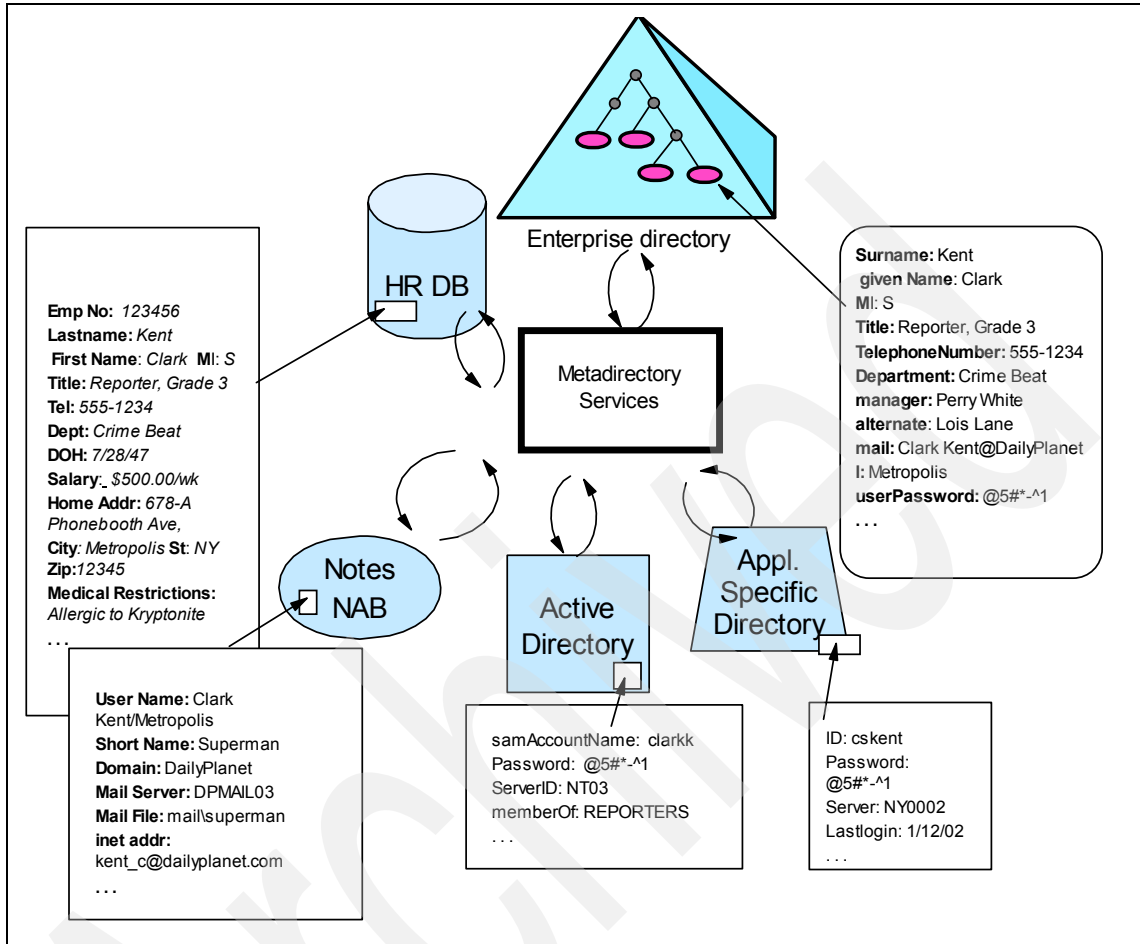 Enterprise directory
HR DB
Metadirectory
Services
Notes
NAB
Active
Directory
Appl.
Specific
Directory
Emp No: 123456
Lastname: Kent
First Name: Clark MI: S
Title: Reporter, Grade 3
Tel: 555-1234
Dept: Crime Beat
DOH: 7/28/47
Salary: $500.00/wk
Home Addr: 678-A
Phonebooth Ave,
City: Metropolis St: NY
Zip:12345
Medical Restrictions:
Allergic to Kryptonite
. . .
Surname: Kent
given Name: Clark
MI: S
Title: Reporter, Grade 3
TelephoneNumber: 555-1234
Department: Crime Beat
manager: Perry White
alternate: Lois Lane
mail: Clark Kent@DailyPlanet
l: Metropolis
userPassword: @5#*-^1
. . .
User Name: Clark
Kent/Metropolis
Short Name: Superman
Domain: DailyPlanet
Mail Server: DPMAIL03
Mail File: mail\superman
inet addr:
kent_c@dailyplanet.com
. . .
samAccountName: clarkk
Password: @5#*-^1
ServerID: NT03
memberOf: REPORTERS
. . .
ID: cskent
Password:
@5#*-^1
Server: NY0002
Lastlogin: 1/12/02
. . .
Archived